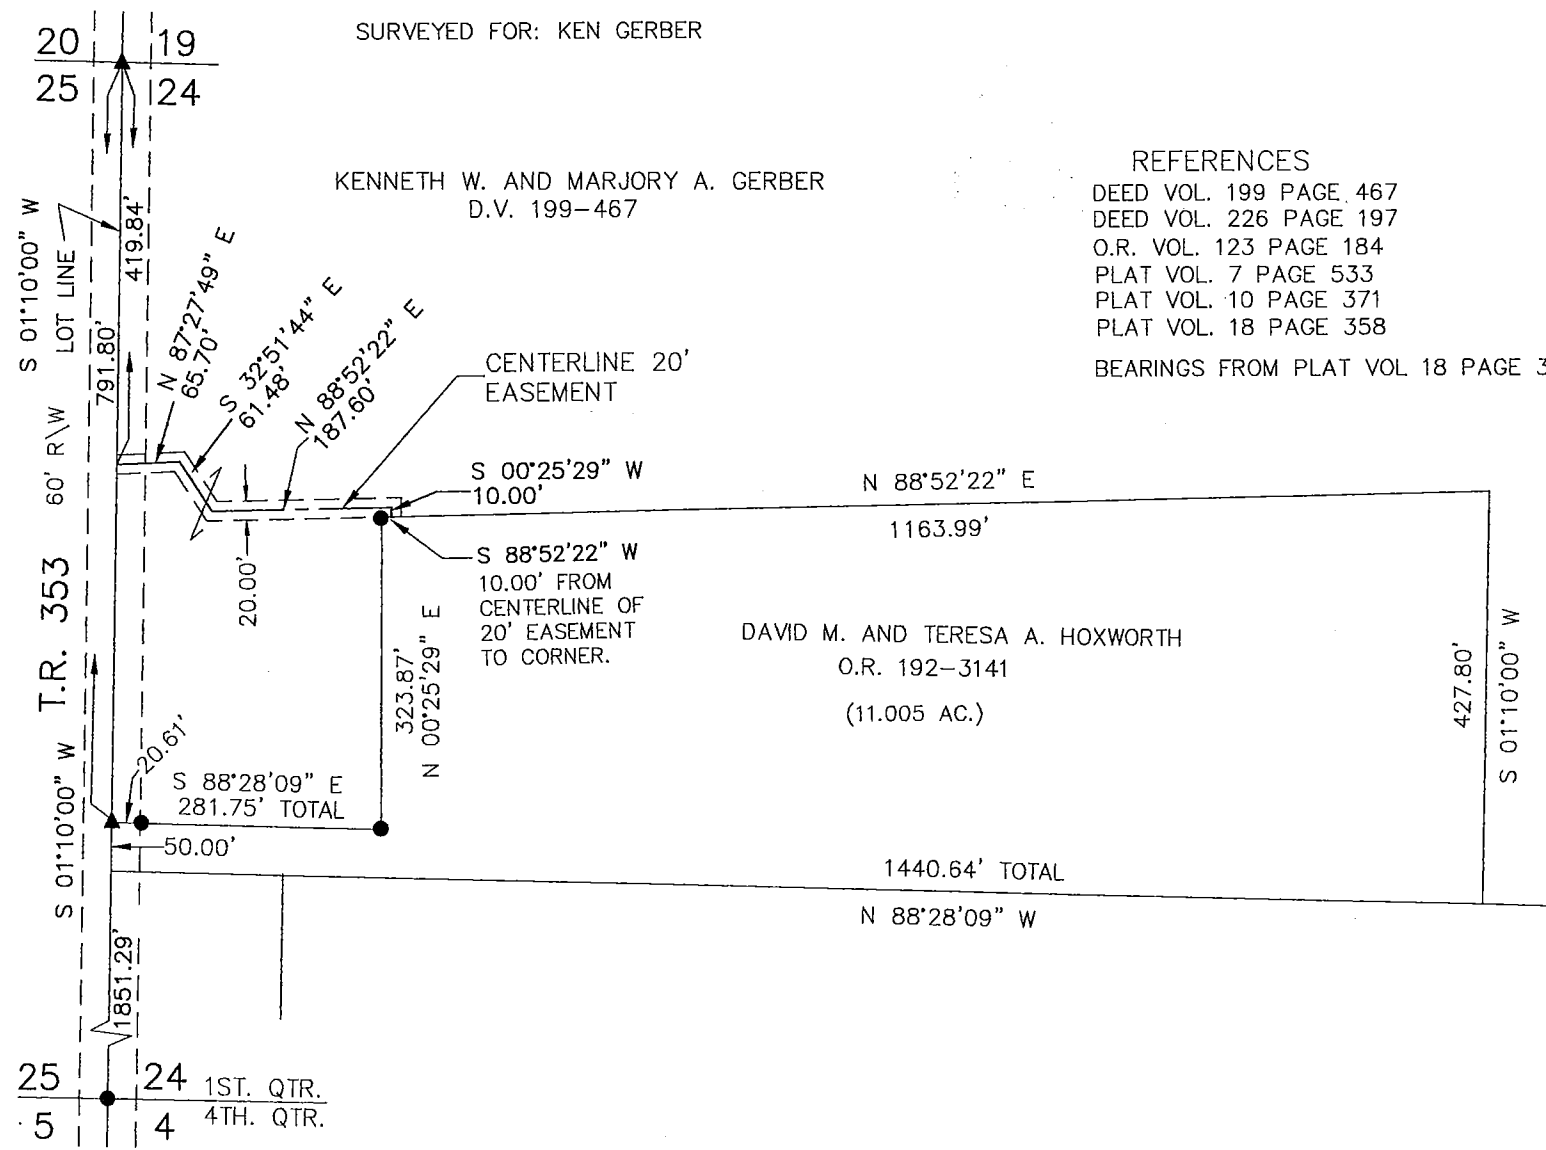 SURVEYED FOR: KEN GERBER
20 19
25 24
KENNETH W. AND MARJORY A. GERBER
D.V. 199-467
REFERENCES
DEED VOL. 199 PAGE 467
DEED VOL. 226 PAGE 197
O.R. VOL. 123 PAGE 184
PLAT VOL. 7 PAGE 533
PLAT VOL. 10 PAGE 371
PLAT VOL. 18 PAGE 358
BEARINGS FROM PLAT VOL 18 PAGE 3
S 01°10'00" W
LOT LINE
419.84'
791.80'
N 87°27'49" E
65.70'
S 32°51'44" E
61.48'
N 88°52'22" E
187.60'
CENTERLINE 20'
EASEMENT
60' R\W
T.R. 353
S 00°25'29" W
10.00'
N 88°52'22" E
1163.99'
20.00'
S 88°52'22" W
10.00' FROM
CENTERLINE OF
20' EASEMENT
TO CORNER.
323.87'
N 00°25'29" E
DAVID M. AND TERESA A. HOXWORTH
O.R. 192-3141
(11.005 AC.)
427.80'
S 01°10'00" W
20.61'
S 88°28'09" E
281.75' TOTAL
50.00'
S 01°10'00" W
1440.64' TOTAL
N 88°28'09" W
1851.29'
25 24 1ST. QTR.
5 4 4TH. QTR.